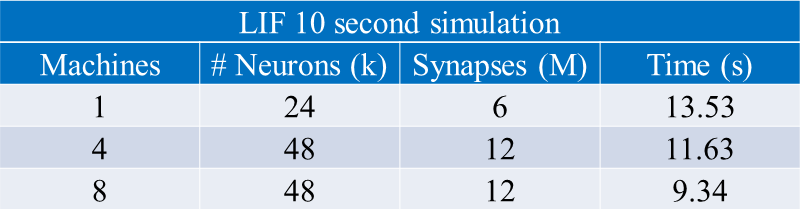 LIF 10 second simulation
Machines # Neurons (k) Synapses (M) Time (s)
1 24 6 13.53
4 48 12 11.63
8 48 12 9.34